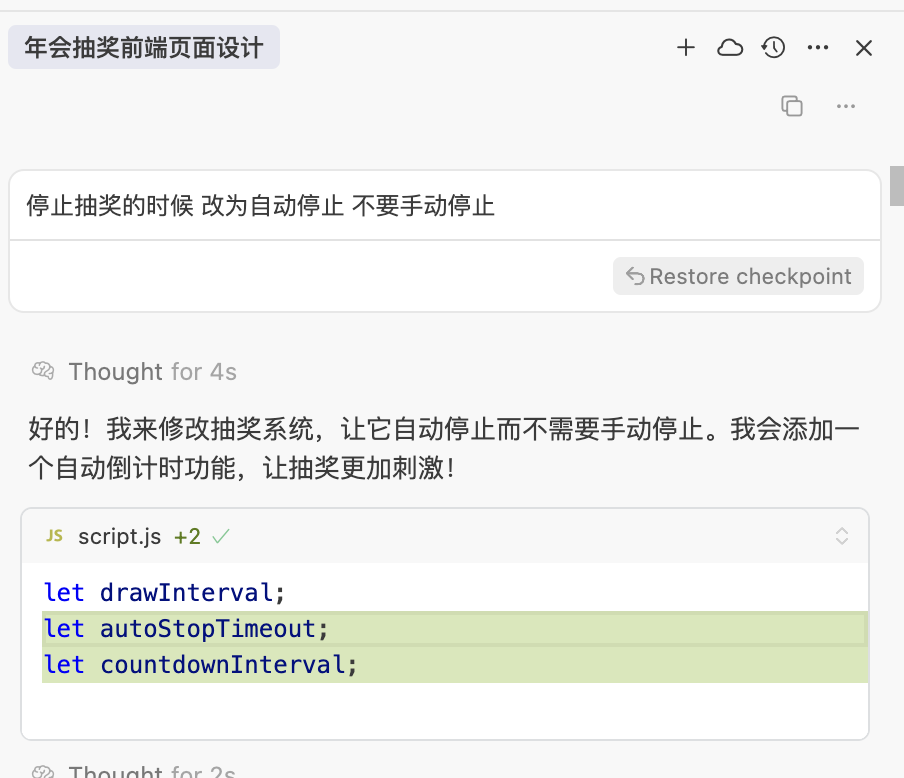 年会抽奖前端页面设计
停止抽奖的时候 改为自动停止 不要手动停止
Restore checkpoint
Thought for 4s
好的！我来修改抽奖系统，让它自动停止而不需要手动停止。我会添加一
个自动倒计时功能，让抽奖更加刺激！
JS script.js +2
let drawInterval;
let autoStopTimeout;
let countdownInterval;
Thought for 2s